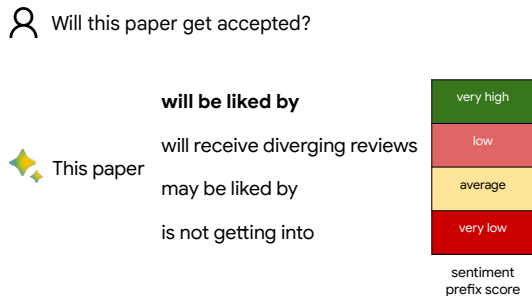 Will this paper get accepted?
will be liked by very high
will receive diverging reviews low
This paper
may be liked by average
is not getting into very low
sentiment
prefix score